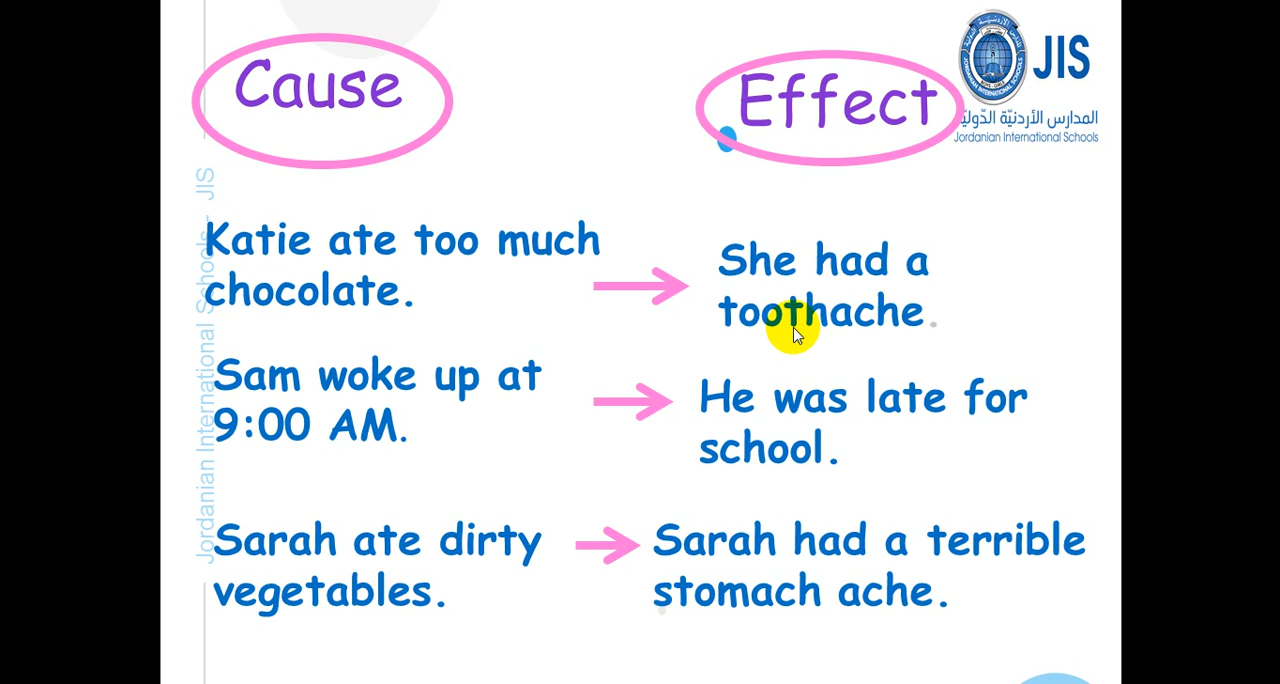 Cause
Effect
JIS
المدارس الأردنيّة الدّوليّة
Jordanian International Schools
Jordanian International Schools - JIS
Katie ate too much
chocolate.
She had a
toothache.
Sam woke up at
9:00 AM.
He was late for
school.
Sarah ate dirty
vegetables.
Sarah had a terrible
stomach ache.